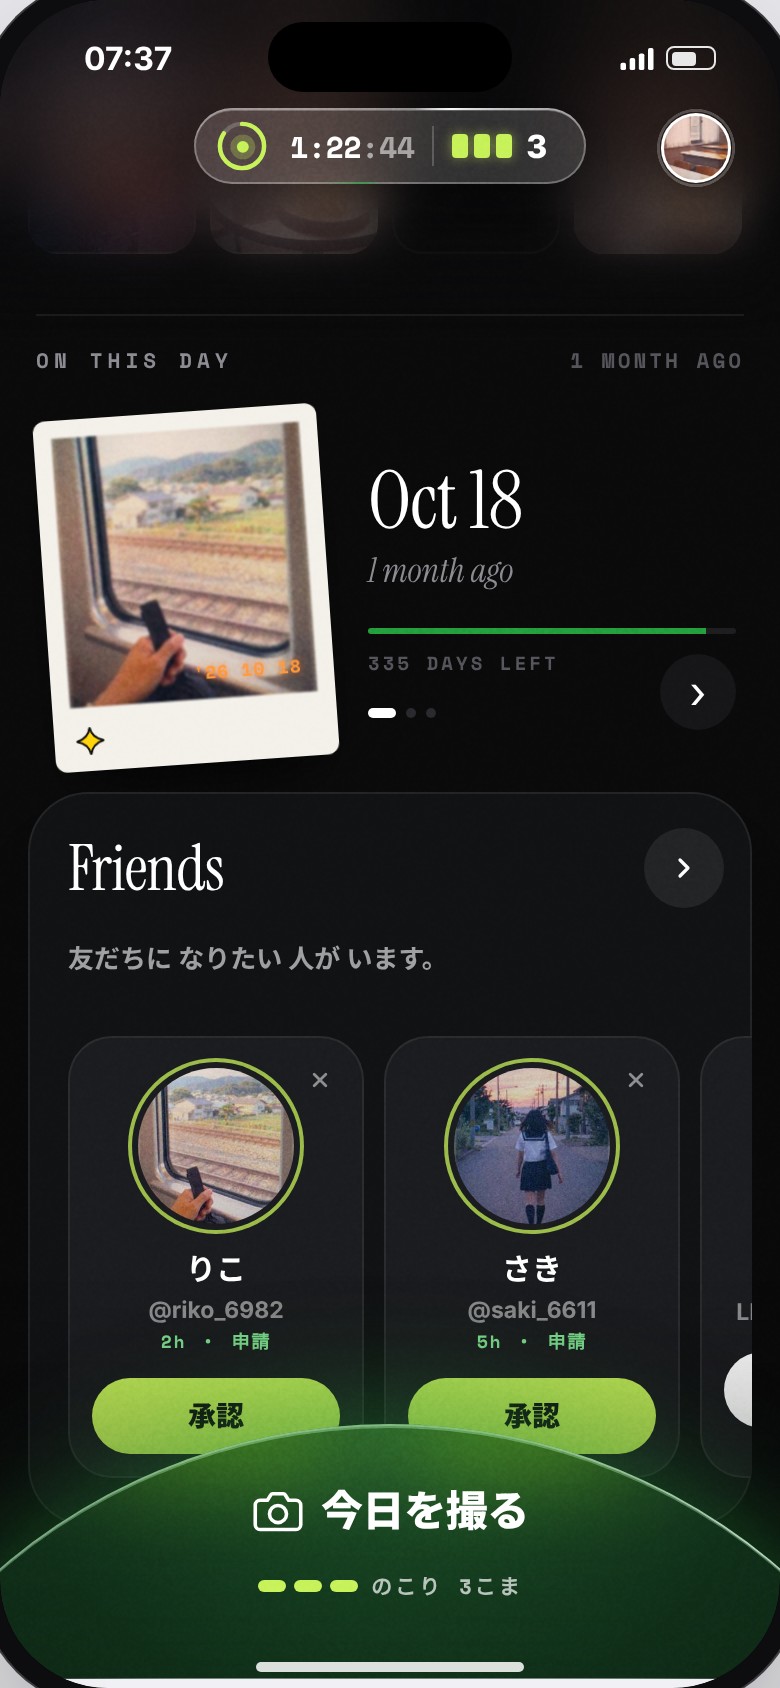 07:37
1:22:44 3
ON THIS DAY
1 MONTH AGO
Oct 18
1 month ago
335 DAYS LEFT
'26 10 18
Friends
友だちに なりたい 人が います。
りこ
@riko_6982
2h ・ 申請
承認
さき
@saki_6611
5h ・ 申請
承認
今日を撮る
のこり 3こま